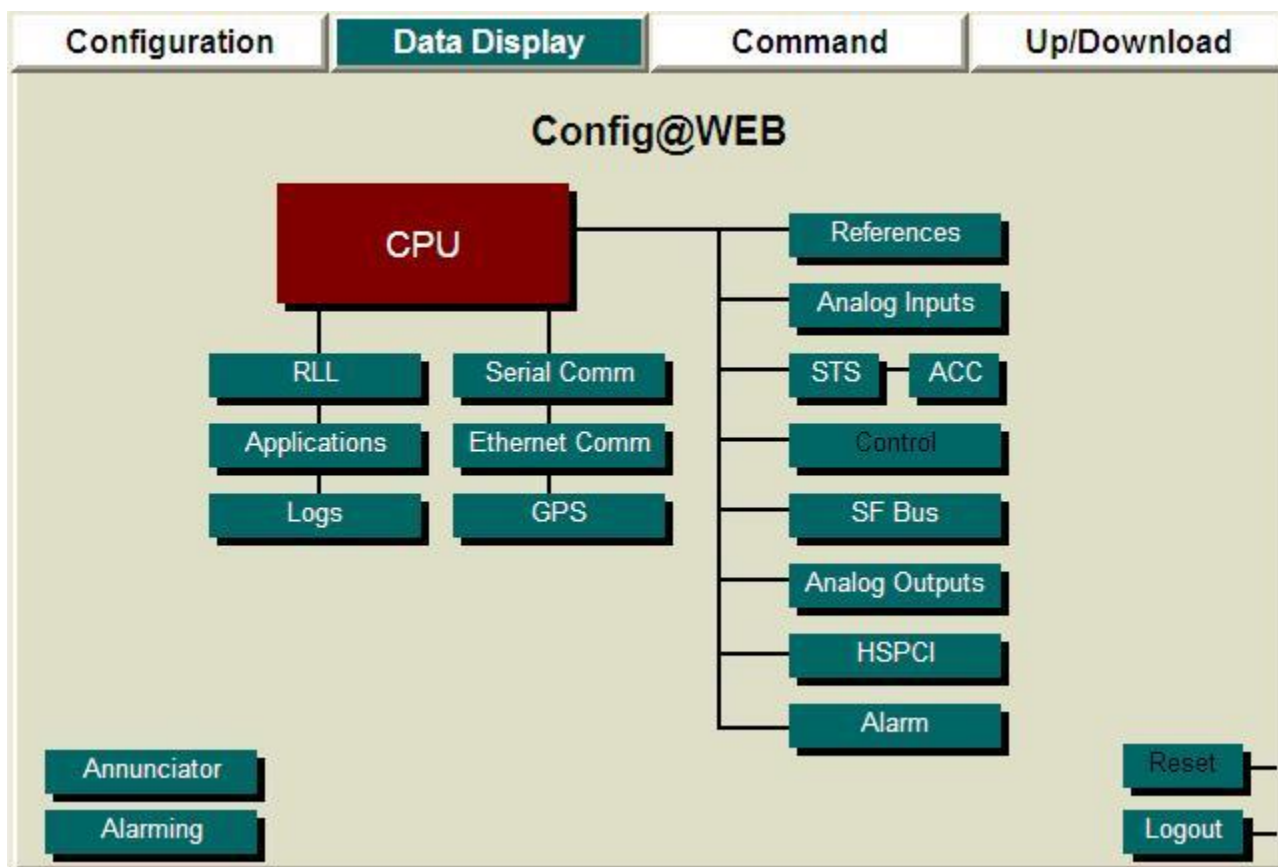 Configuration
Data Display
Command
Up/Download
Config@WEB
CPU
RLL
Applications
Logs
Serial Comm
Ethernet Comm
GPS
References
Analog Inputs
STS
ACC
Control
SF Bus
Analog Outputs
HSPCI
Alarm
Annunciator
Alarming
Reset
Logout